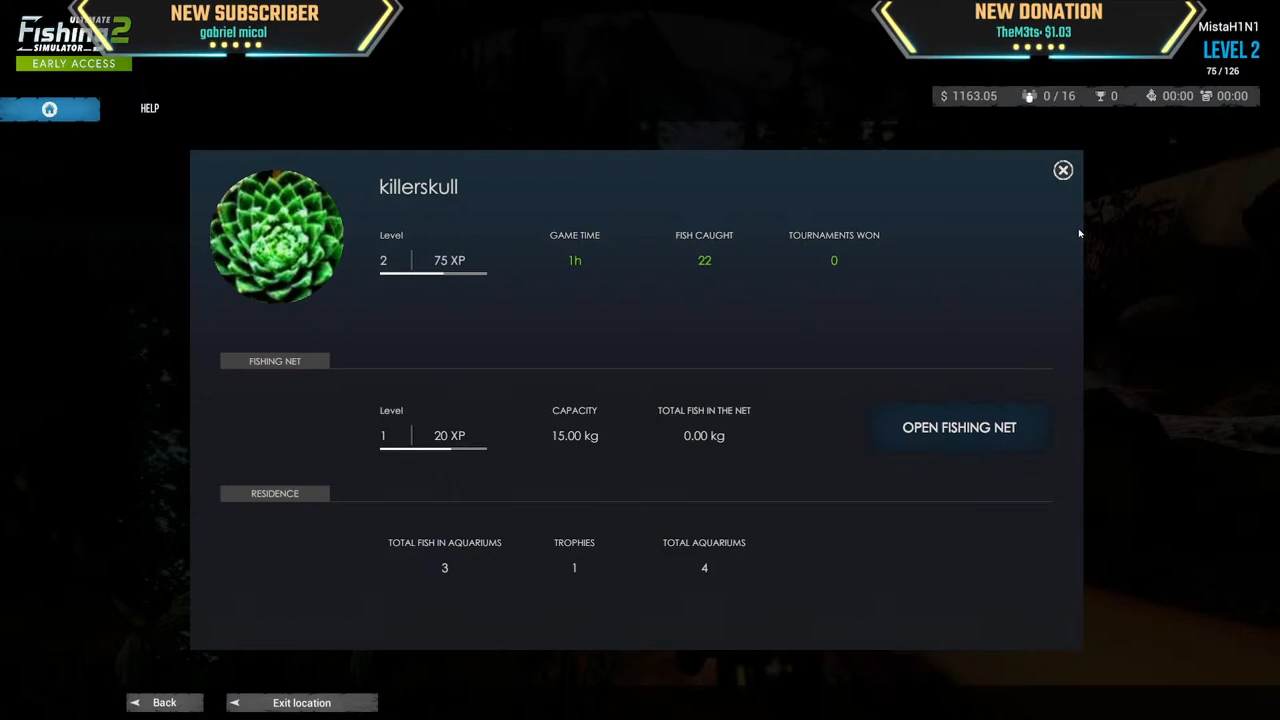 NEW SUBSCRIBER
gabriel micol
NEW DONATION
TheM3ts- $1.03
ULTIMATE
Fishing 2
SIMULATOR
EARLY ACCESS
MistaH1N1
LEVEL 2
75 / 126
HELP
$ 1163.05 0 / 16 0 00:00 00:00
killerskull
Level GAME TIME FISH CAUGHT TOURNAMENTS WON
2 75 XP 1h 22 0
FISHING NET
Level CAPACITY TOTAL FISH IN THE NET
1 20 XP 15.00 kg 0.00 kg
OPEN FISHING NET
RESIDENCE
TOTAL FISH IN AQUARIUMS TROPHIES TOTAL AQUARIUMS
3 1 4
Back Exit location